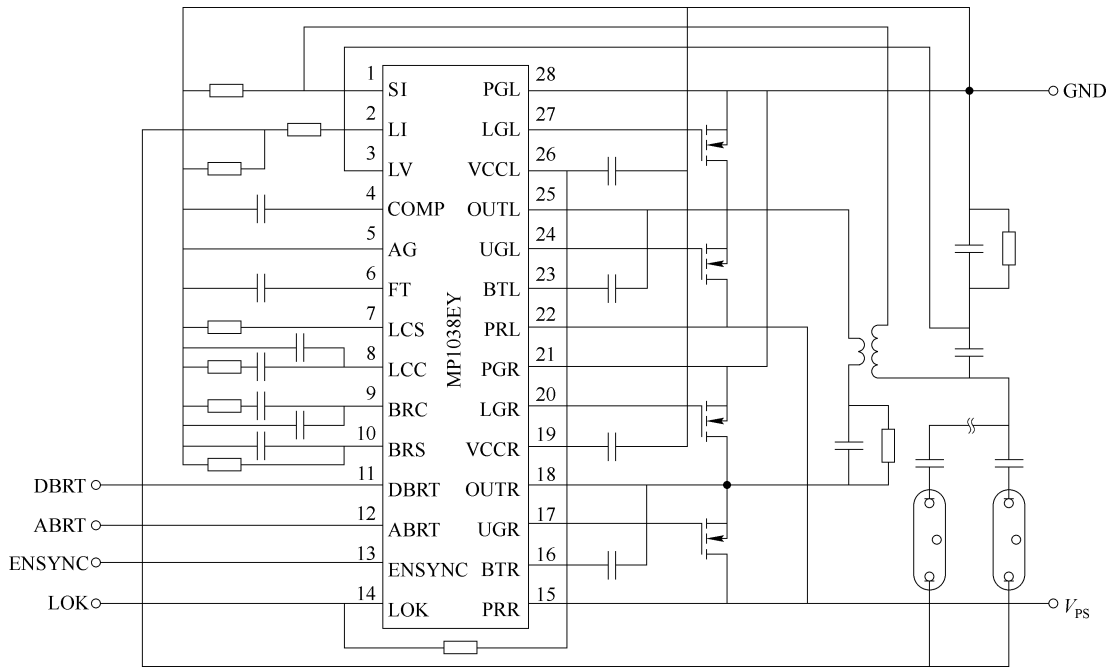 1 SI PGL 28 GND
2 LI LGL 27
3 LV VCCL 26
4 COMP OUTL 25
5 AG UGL 24
6 FT BTL 23
7 LCS PRL 22
8 LCC PGR 21
MP1038EY
9 BRC LGR 20
10 BRS VCCR 19
DBRT 11 DBRT OUTR 18
ABRT 12 ABRT UGR 17
ENSYNC 13 ENSYNC BTR 16
LOK 14 LOK PRR 15 VPS